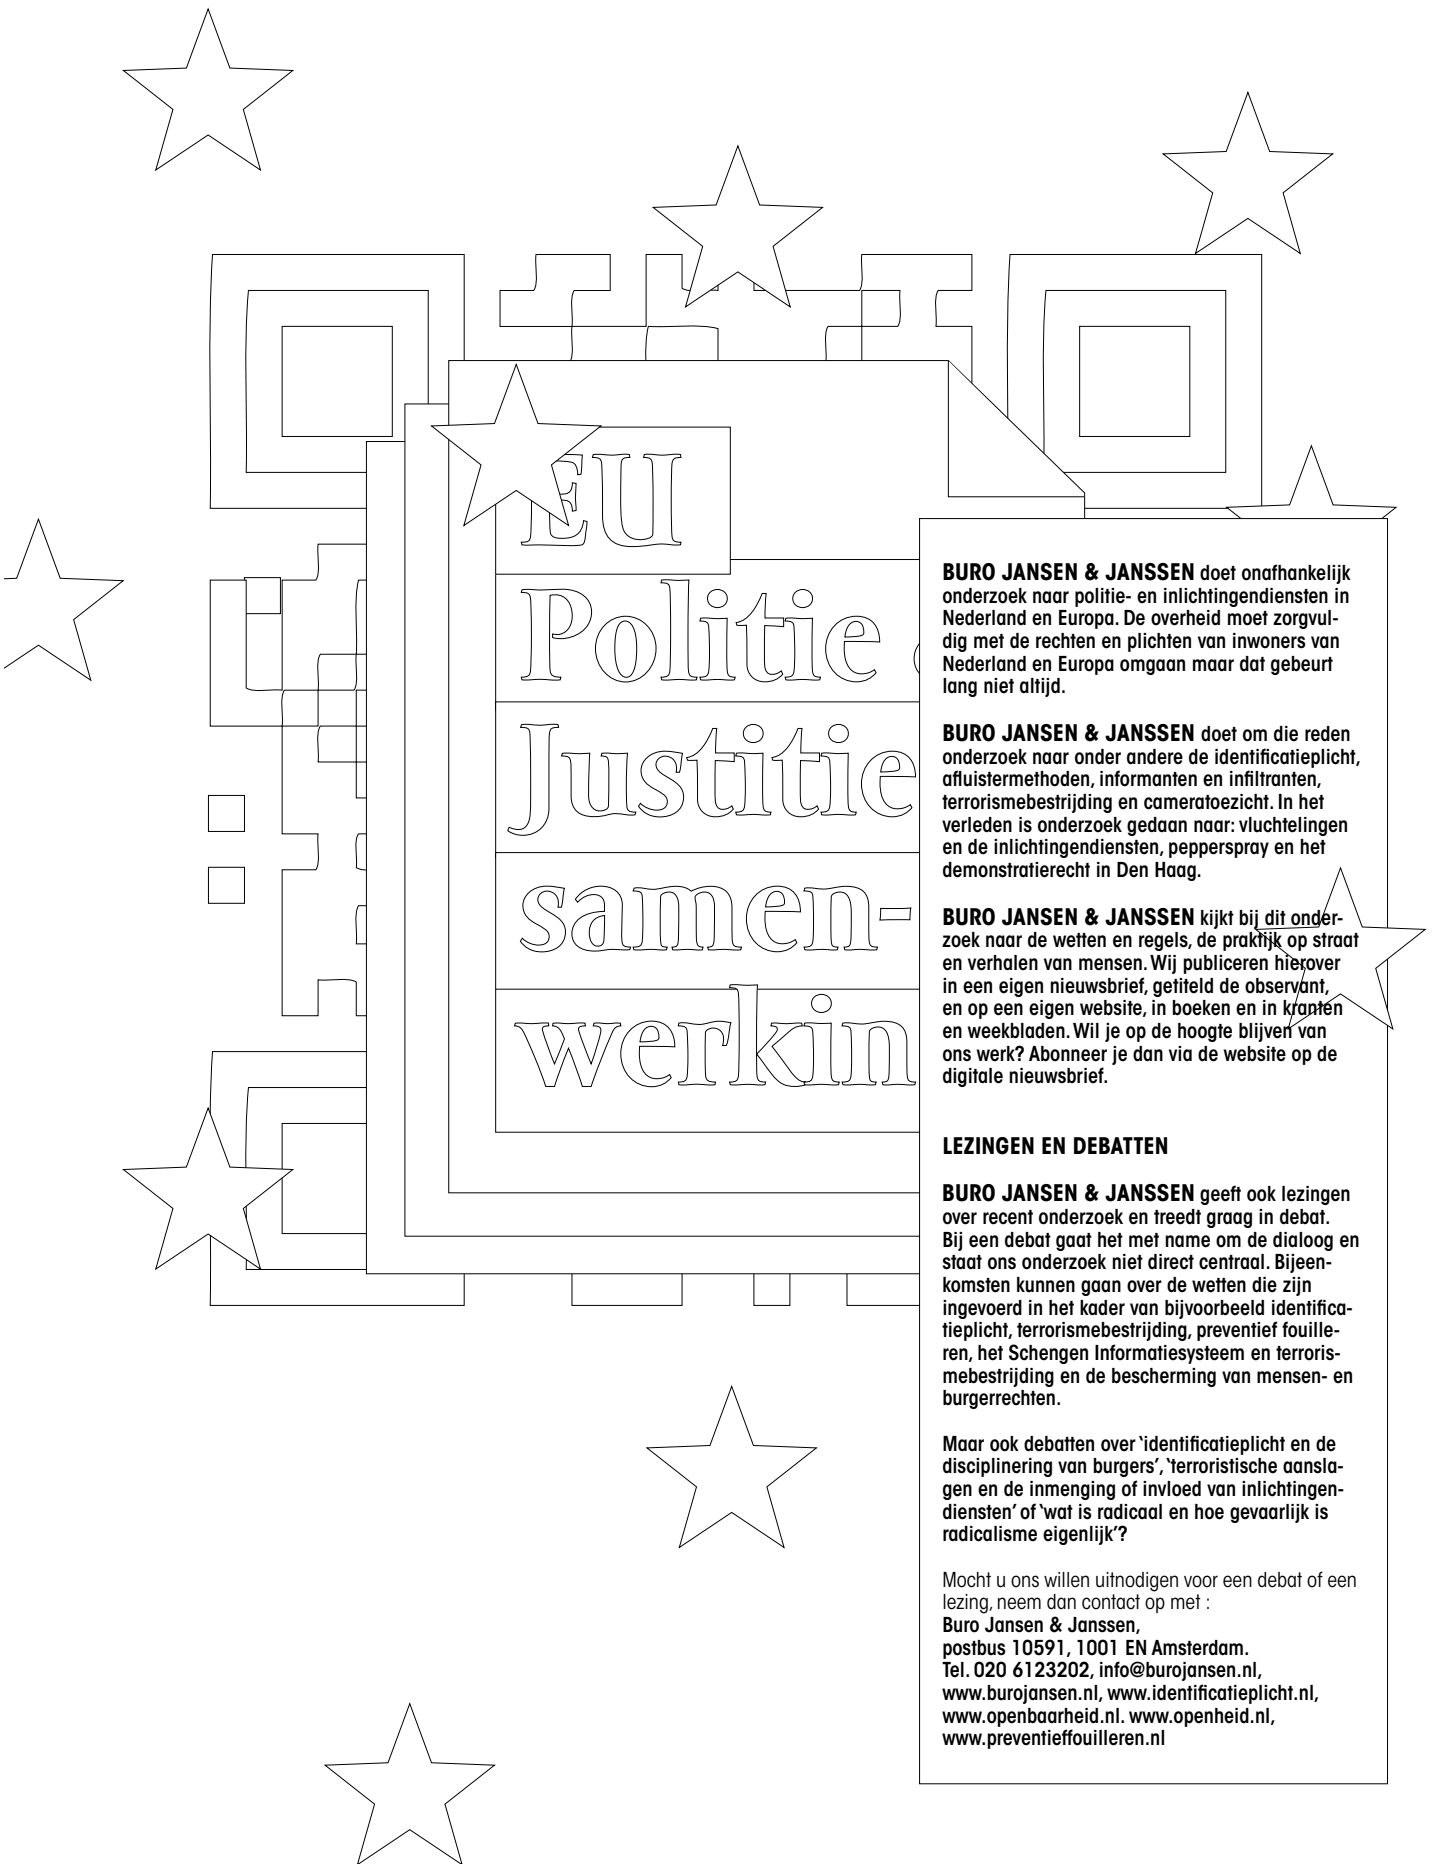 EU
Politie
Justitie
samen-
werkin
BURO JANSEN & JANSSEN doet onafhankelijk
onderzoek naar politie- en inlichtingendiensten in
Nederland en Europa. De overheid moet zorgvul-
dig met de rechten en plichten van inwoners van
Nederland en Europa omgaan maar dat gebeurt
lang niet altijd.
BURO JANSEN & JANSSEN doet om die reden
onderzoek naar onder andere de identificatieplicht,
afluistermethoden, informanten en infiltranten,
terrorismebestrijding en cameratoezicht. In het
verleden is onderzoek gedaan naar: vluchtelingen
en de inlichtingendiensten, pepperspray en het
demonstratierecht in Den Haag.
BURO JANSEN & JANSSEN kijkt bij dit onder-
zoek naar de wetten en regels, de praktijk op straat
en verhalen van mensen. Wij publiceren hierover
in een eigen nieuwsbrief, getiteld de observant,
en op een eigen website, in boeken en in kranten
en weekbladen. Wil je op de hoogte blijven van
ons werk? Abonneer je dan via de website op de
digitale nieuwsbrief.
LEZINGEN EN DEBATTEN
BURO JANSEN & JANSSEN geeft ook lezingen
over recent onderzoek en treedt graag in debat.
Bij een debat gaat het met name om de dialoog en
staat ons onderzoek niet direct centraal. Bijeen-
komsten kunnen gaan over de wetten die zijn
ingevoerd in het kader van bijvoorbeeld identifica-
tieplicht, terrorismebestrijding, preventief fouille-
ren, het Schengen Informatiesysteem en terroris-
mebestrijding en de bescherming van mensen- en
burgerrechten.
Maar ook debatten over ‘identificatieplicht en de
disciplinering van burgers’, ‘terroristische aansla-
gen en de inmenging of invloed van inlichtingen-
diensten’ of ‘wat is radicaal en hoe gevaarlijk is
radicalisme eigenlijk’?
Mocht u ons willen uitnodigen voor een debat of een
lezing, neem dan contact op met :
Buro Jansen & Janssen,
postbus 10591, 1001 EN Amsterdam.
Tel. 020 6123202, info@burojansen.nl,
www.burojansen.nl, www.identificatieplicht.nl,
www.openbaarheid.nl. www.openheid.nl,
www.preventieffouilleren.nl